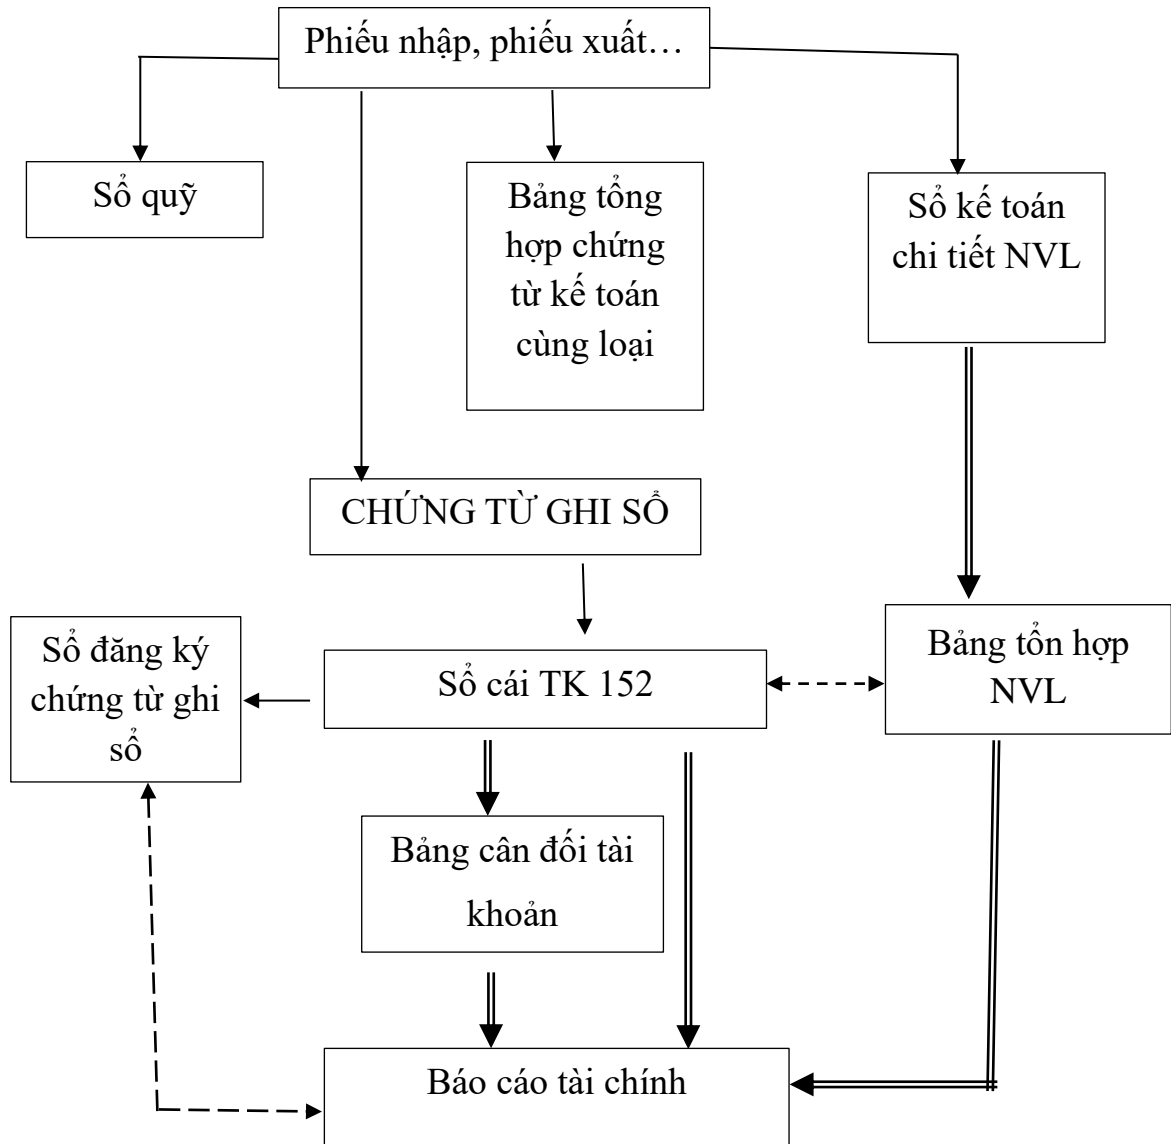 Phiếu nhập, phiếu xuất…
Sổ quỹ
Bảng tổng
hợp chứng
từ kế toán
cùng loại
Sổ kế toán
chi tiết NVL
CHỨNG TỪ GHI SỔ
Sổ đăng ký
chứng từ ghi
sổ
Sổ cái TK 152
Bảng tổn hợp
NVL
Bảng cân đối tài
khoản
Báo cáo tài chính